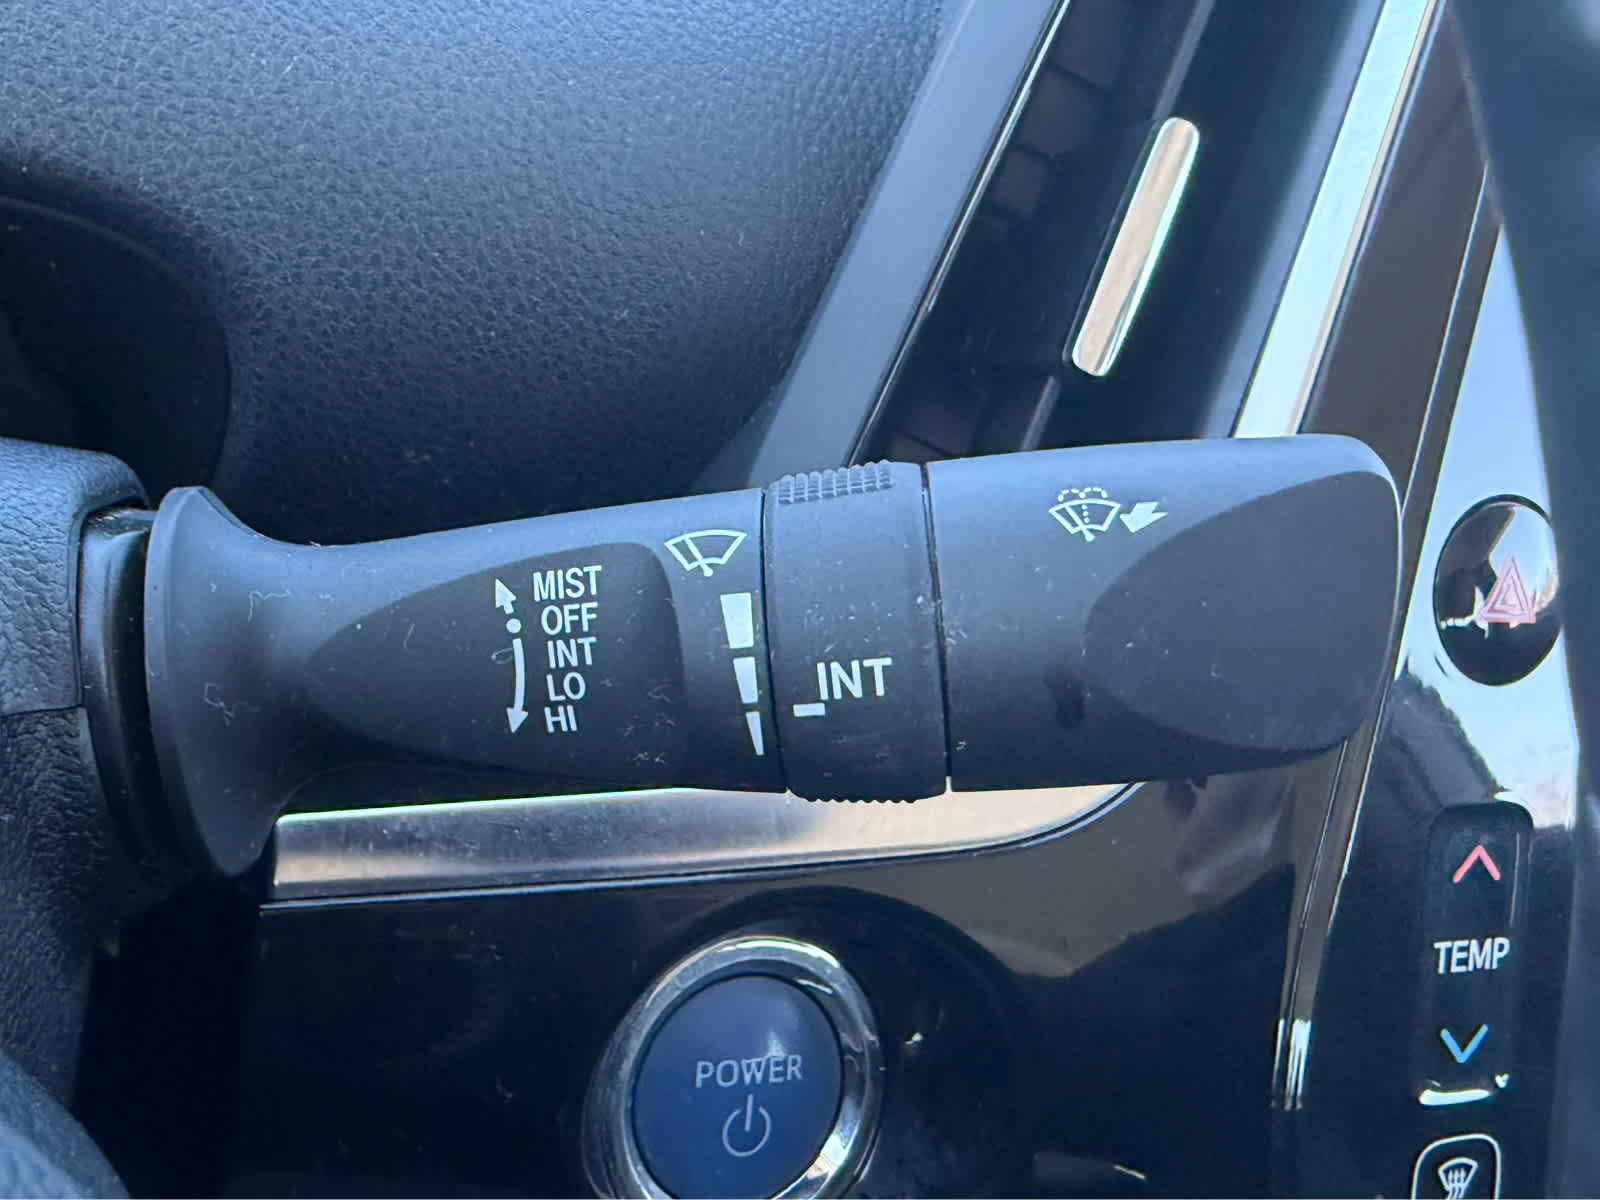 MIST
OFF
INT
LO
HI
INT
TEMP
POWER